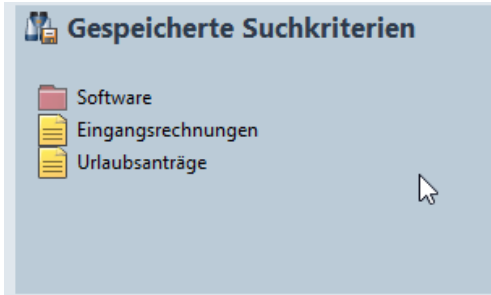 Gespeicherte Suchkriterien
Software
Eingangsrechnungen
Urlaubsanträge